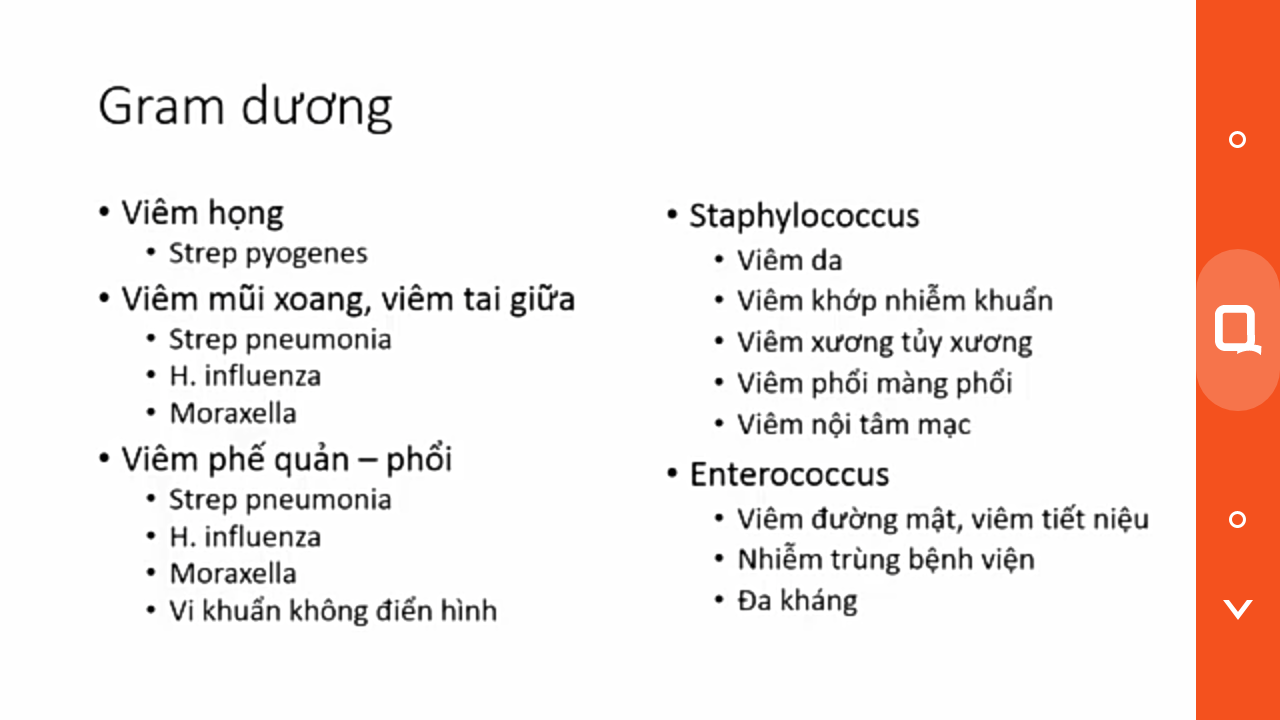 Gram dương
• Viêm họng
• Strep pyogenes
• Viêm mũi xoang, viêm tai giữa
• Strep pneumonia
• H. influenza
• Moraxella
• Viêm phế quản – phổi
• Strep pneumonia
• H. influenza
• Moraxella
• Vi khuẩn không điển hình
• Staphylococcus
• Viêm da
• Viêm khớp nhiễm khuẩn
• Viêm xương tủy xương
• Viêm phổi màng phổi
• Viêm nội tâm mạc
• Enterococcus
• Viêm đường mật, viêm tiết niệu
• Nhiễm trùng bệnh viện
• Đa kháng